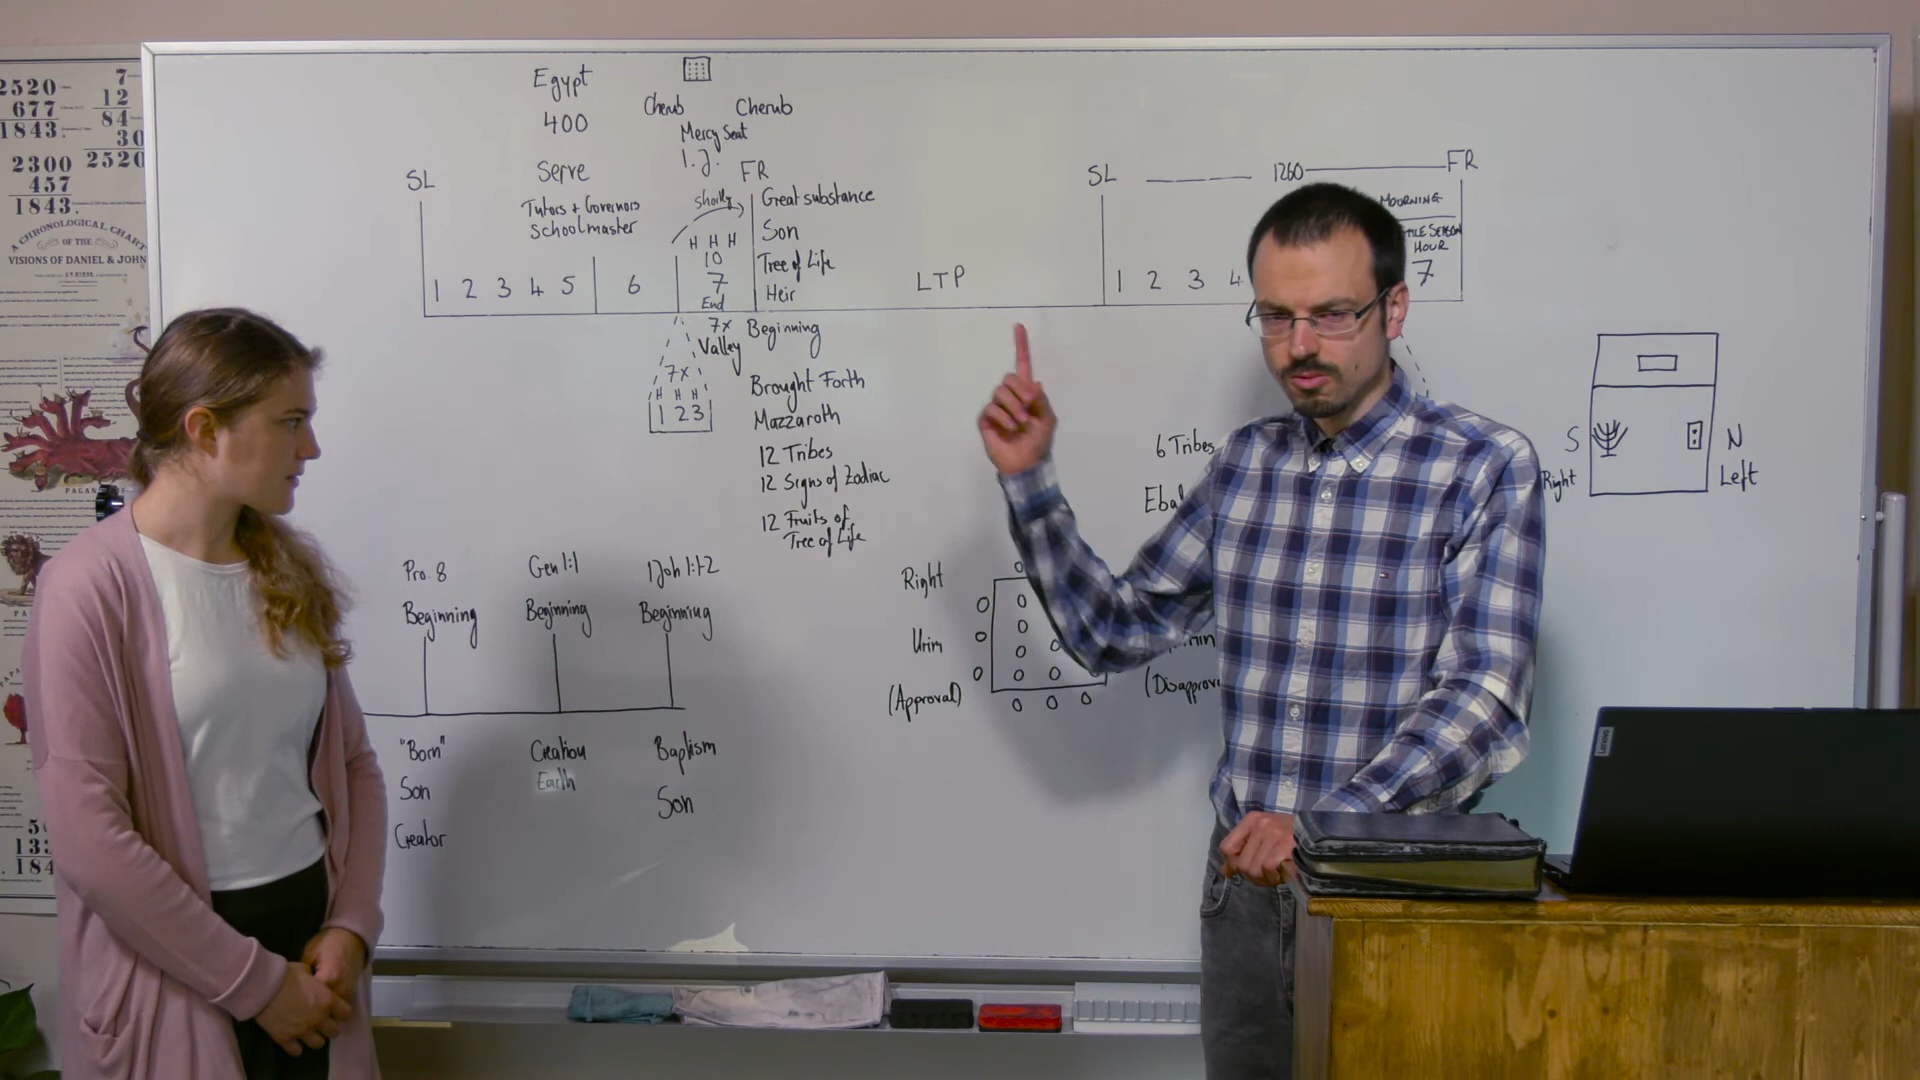 2520
677
1843.
7
12
84
30
2520
2300
457
1843.
A CHRONOLOGICAL CHART
OF THE
VISIONS OF DANIEL & JOHN
PAGAN
Egypt
400
Serve
Tutors + Governors
Schoolmaster
Cherub Cherub
Mercy Seat
1. J.
SL
FR
shortly
Great substance
Son
Tree of Life
Heir
H H H
10
1 2 3 4 5 6 7
End
7x Beginning
Valley
7x
H H H
1 2 3
Brought Forth
Mazzaroth
12 Tribes
12 Signs of Zodiac
12 Fruits of
Tree of Life
LTP
SL 1260 FR
MOORNING
HOUR
1 2 3 4 7
6 Tribes
S N
Right Left
Pro. 8 Gen 1:1 1 Joh 1:1-2
Beginning Beginning Beginning
"Born" Creation Baptism
Son Earth Son
Creator
Right
Urim
(Approval)
Lenovo